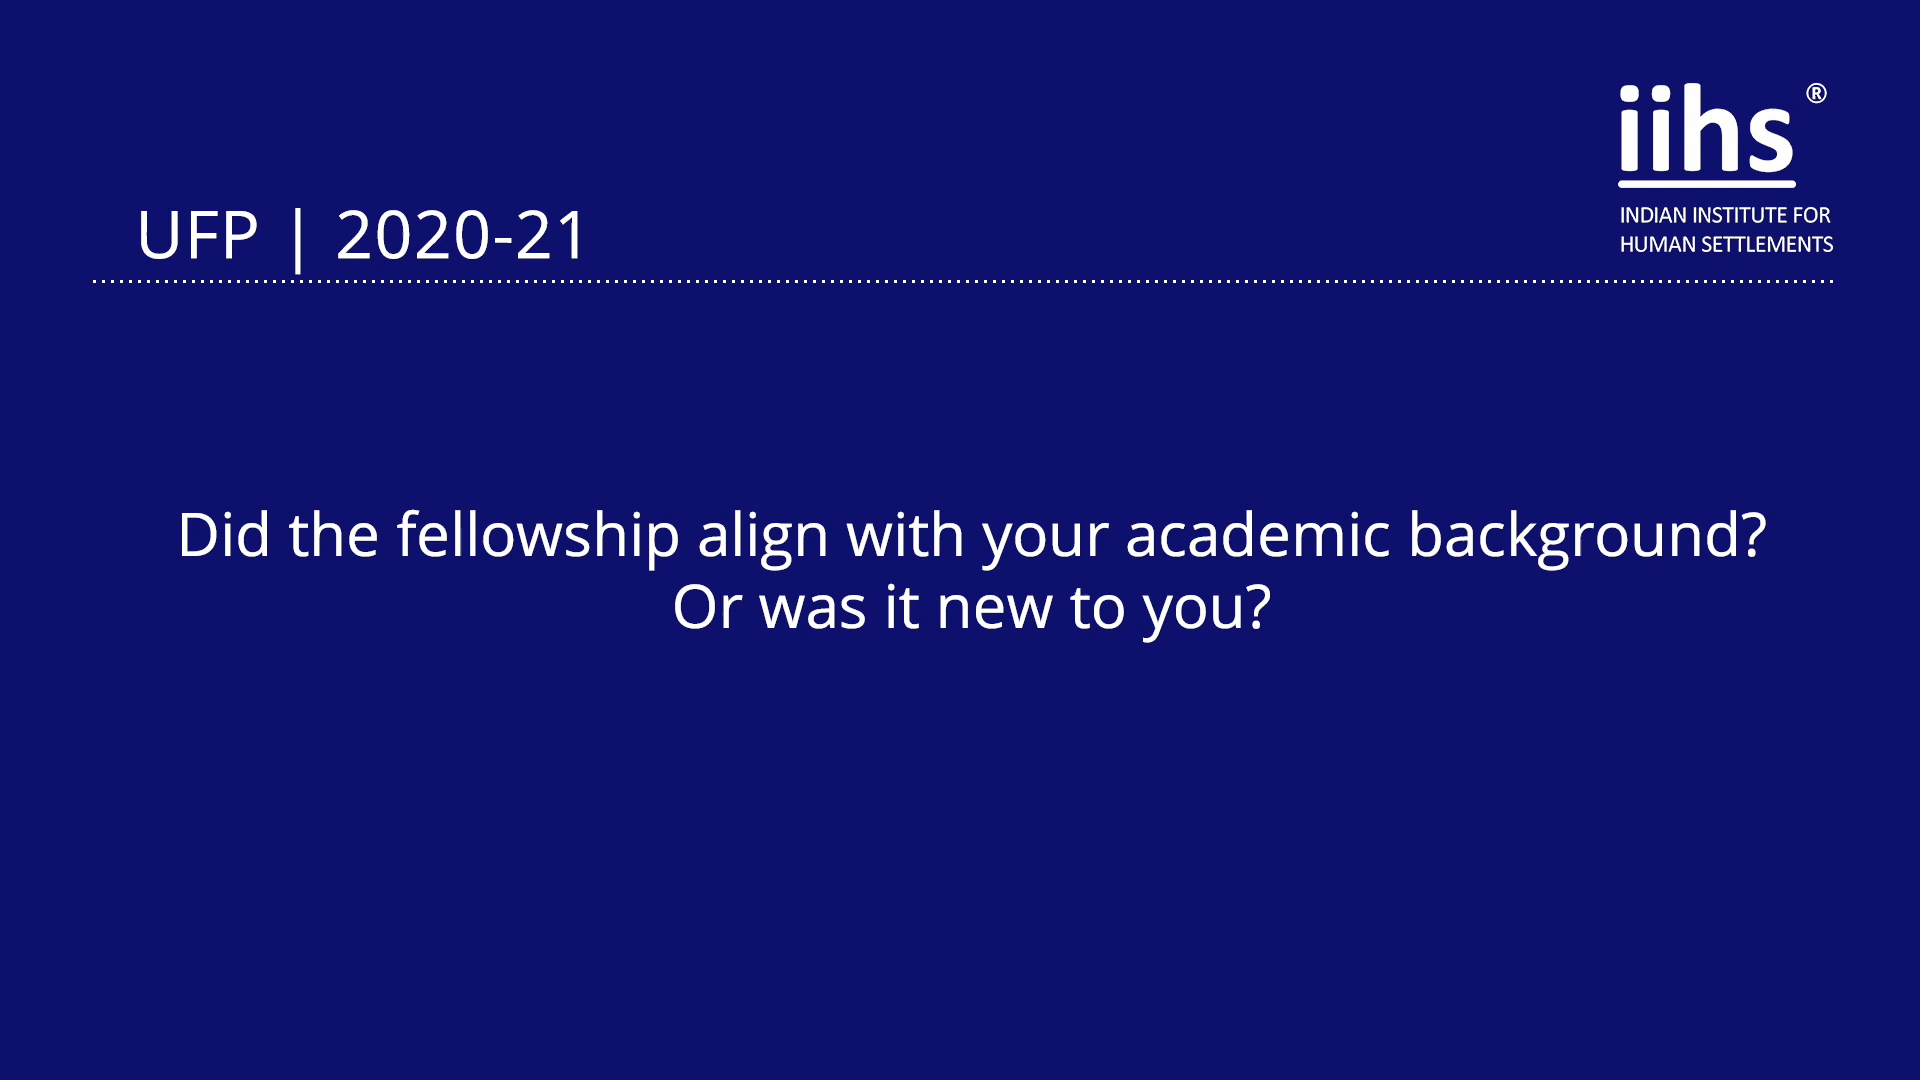 iihs®
INDIAN INSTITUTE FOR
HUMAN SETTLEMENTS
UFP | 2020-21
Did the fellowship align with your academic background?
Or was it new to you?